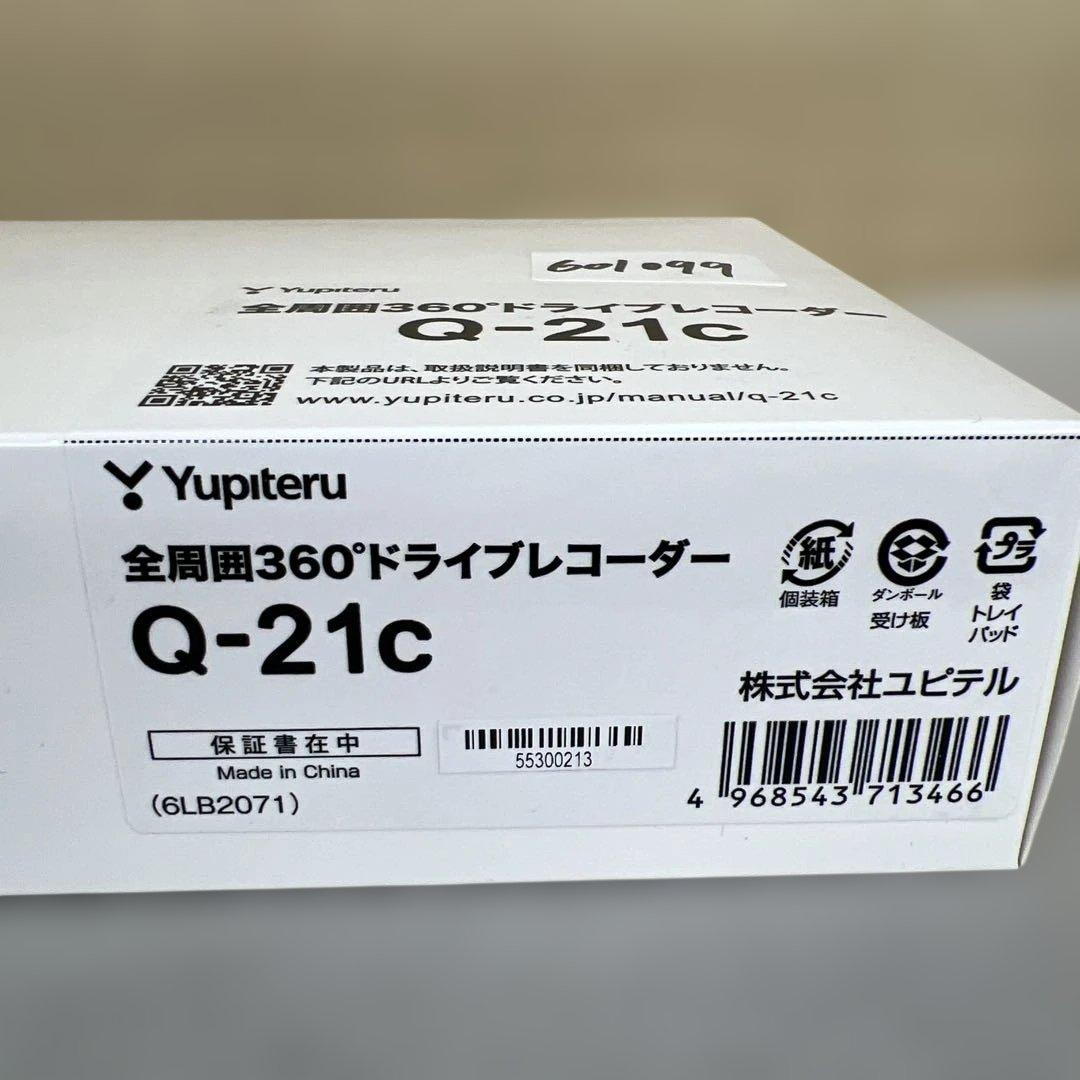 601099
Yupiteru
全周囲360°ドライブレコーダー
Q-21c
本製品は、取扱説明書を同梱しておりません。
下記のURLよりご覧ください。
www.yupiteru.co.jp/manual/q-21c
Yupiteru
全周囲360°ドライブレコーダー
Q-21c
紙
個装箱
ダンボール
受け板
プラ
袋
トレイ
パッド
株式会社ユピテル
保証書在中
Made in China
(6LB2071)
55300213
4 968543 713466